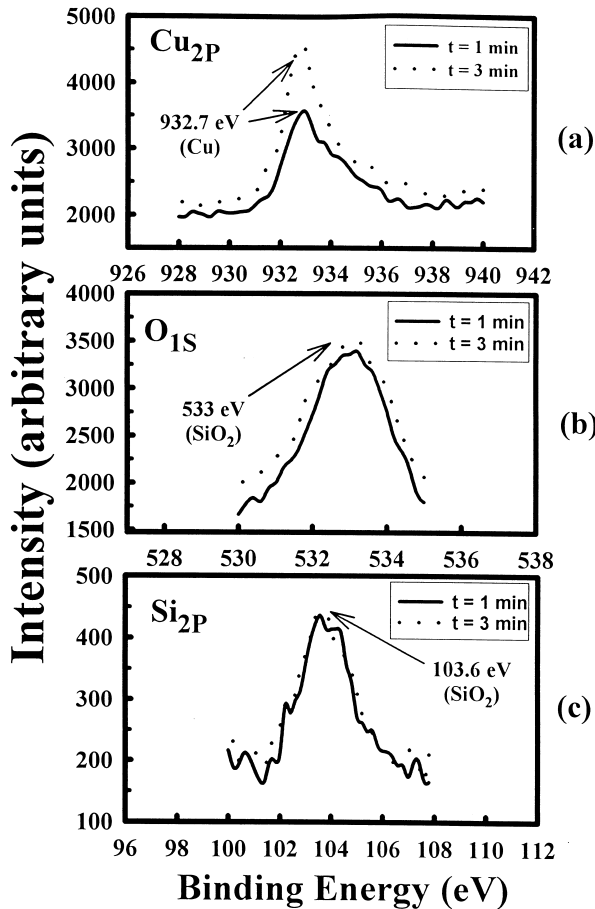 Intensity (arbitrary units)
5000
4500
4000
3000
2000
Cu2P
t = 1 min
t = 3 min
932.7 eV
(Cu)
(a)
926 928 930 932 934 936 938 940 942
4000
3500
3000
2500
2000
1500
O1S
t = 1 min
t = 3 min
533 eV
(SiO2)
(b)
528 530 532 534 536 538
500
400
300
200
100
Si2P
t = 1 min
t = 3 min
103.6 eV
(SiO2)
(c)
96 98 100 102 104 106 108 110 112
Binding Energy (eV)